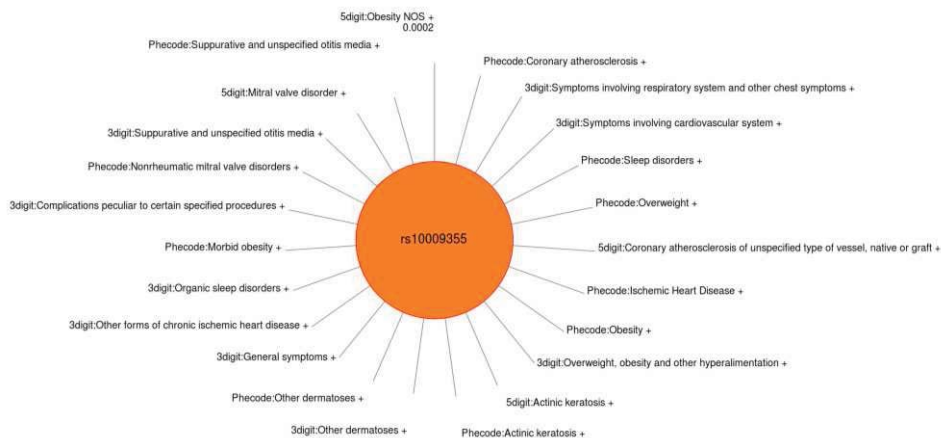 5digit:Obesity NOS +
0.0002
Phecode:Suppurative and unspecified otitis media +
Phecode:Coronary atherosclerosis +
3digit:Symptoms involving respiratory system and other chest symptoms +
5digit:Mitral valve disorder +
3digit:Symptoms involving cardiovascular system +
3digit:Suppurative and unspecified otitis media +
Phecode:Sleep disorders +
Phecode:Nonrheumatic mitral valve disorders +
Phecode:Overweight +
3digit:Complications peculiar to certain specified procedures +
rs10009355
Phecode:Morbid obesity +
5digit:Coronary atherosclerosis of unspecified type of vessel, native or graft +
3digit:Organic sleep disorders +
Phecode:Ischemic Heart Disease +
3digit:Other forms of chronic ischemic heart disease +
Phecode:Obesity +
3digit:General symptoms +
3digit:Overweight, obesity and other hyperalimentation +
Phecode:Other dermatoses +
5digit:Actinic keratosis +
3digit:Other dermatoses +
Phecode:Actinic keratosis +